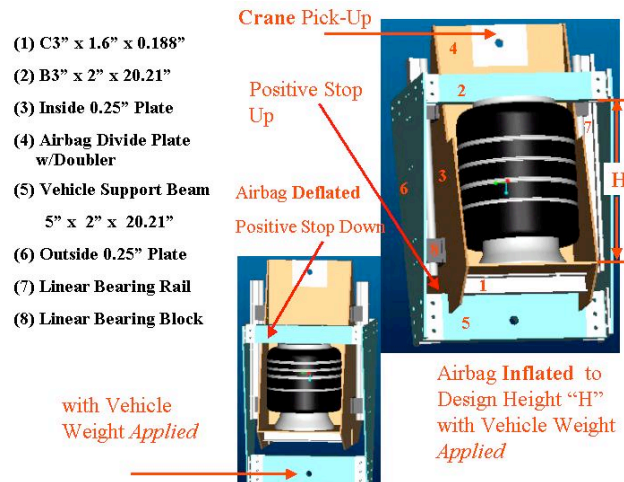 (1) C3” x 1.6” x 0.188”
(2) B3” x 2” x 20.21”
(3) Inside 0.25” Plate
(4) Airbag Divide Plate
w/Doubler
(5) Vehicle Support Beam
5” x 2” x 20.21”
(6) Outside 0.25” Plate
(7) Linear Bearing Rail
(8) Linear Bearing Block
Crane Pick-Up
Positive Stop
Up
Airbag Deflated
Positive Stop Down
with Vehicle
Weight Applied
4
2
7
3
6
H
8
1
5
Airbag Inflated to
Design Height “H”
with Vehicle Weight
Applied